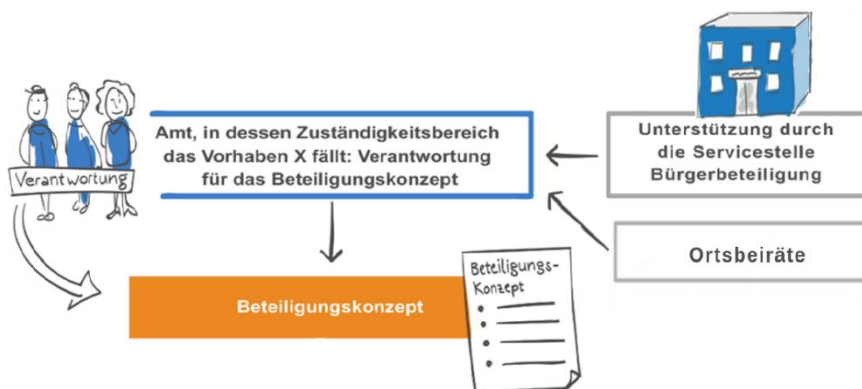 Verantwortung
Amt, in dessen Zuständigkeitsbereich
das Vorhaben X fällt: Verantwortung
für das Beteiligungskonzept
Unterstützung durch
die Servicestelle
Bürgerbeteiligung
Ortsbeiräte
Beteiligungskonzept
Beteiligungs-
Konzept